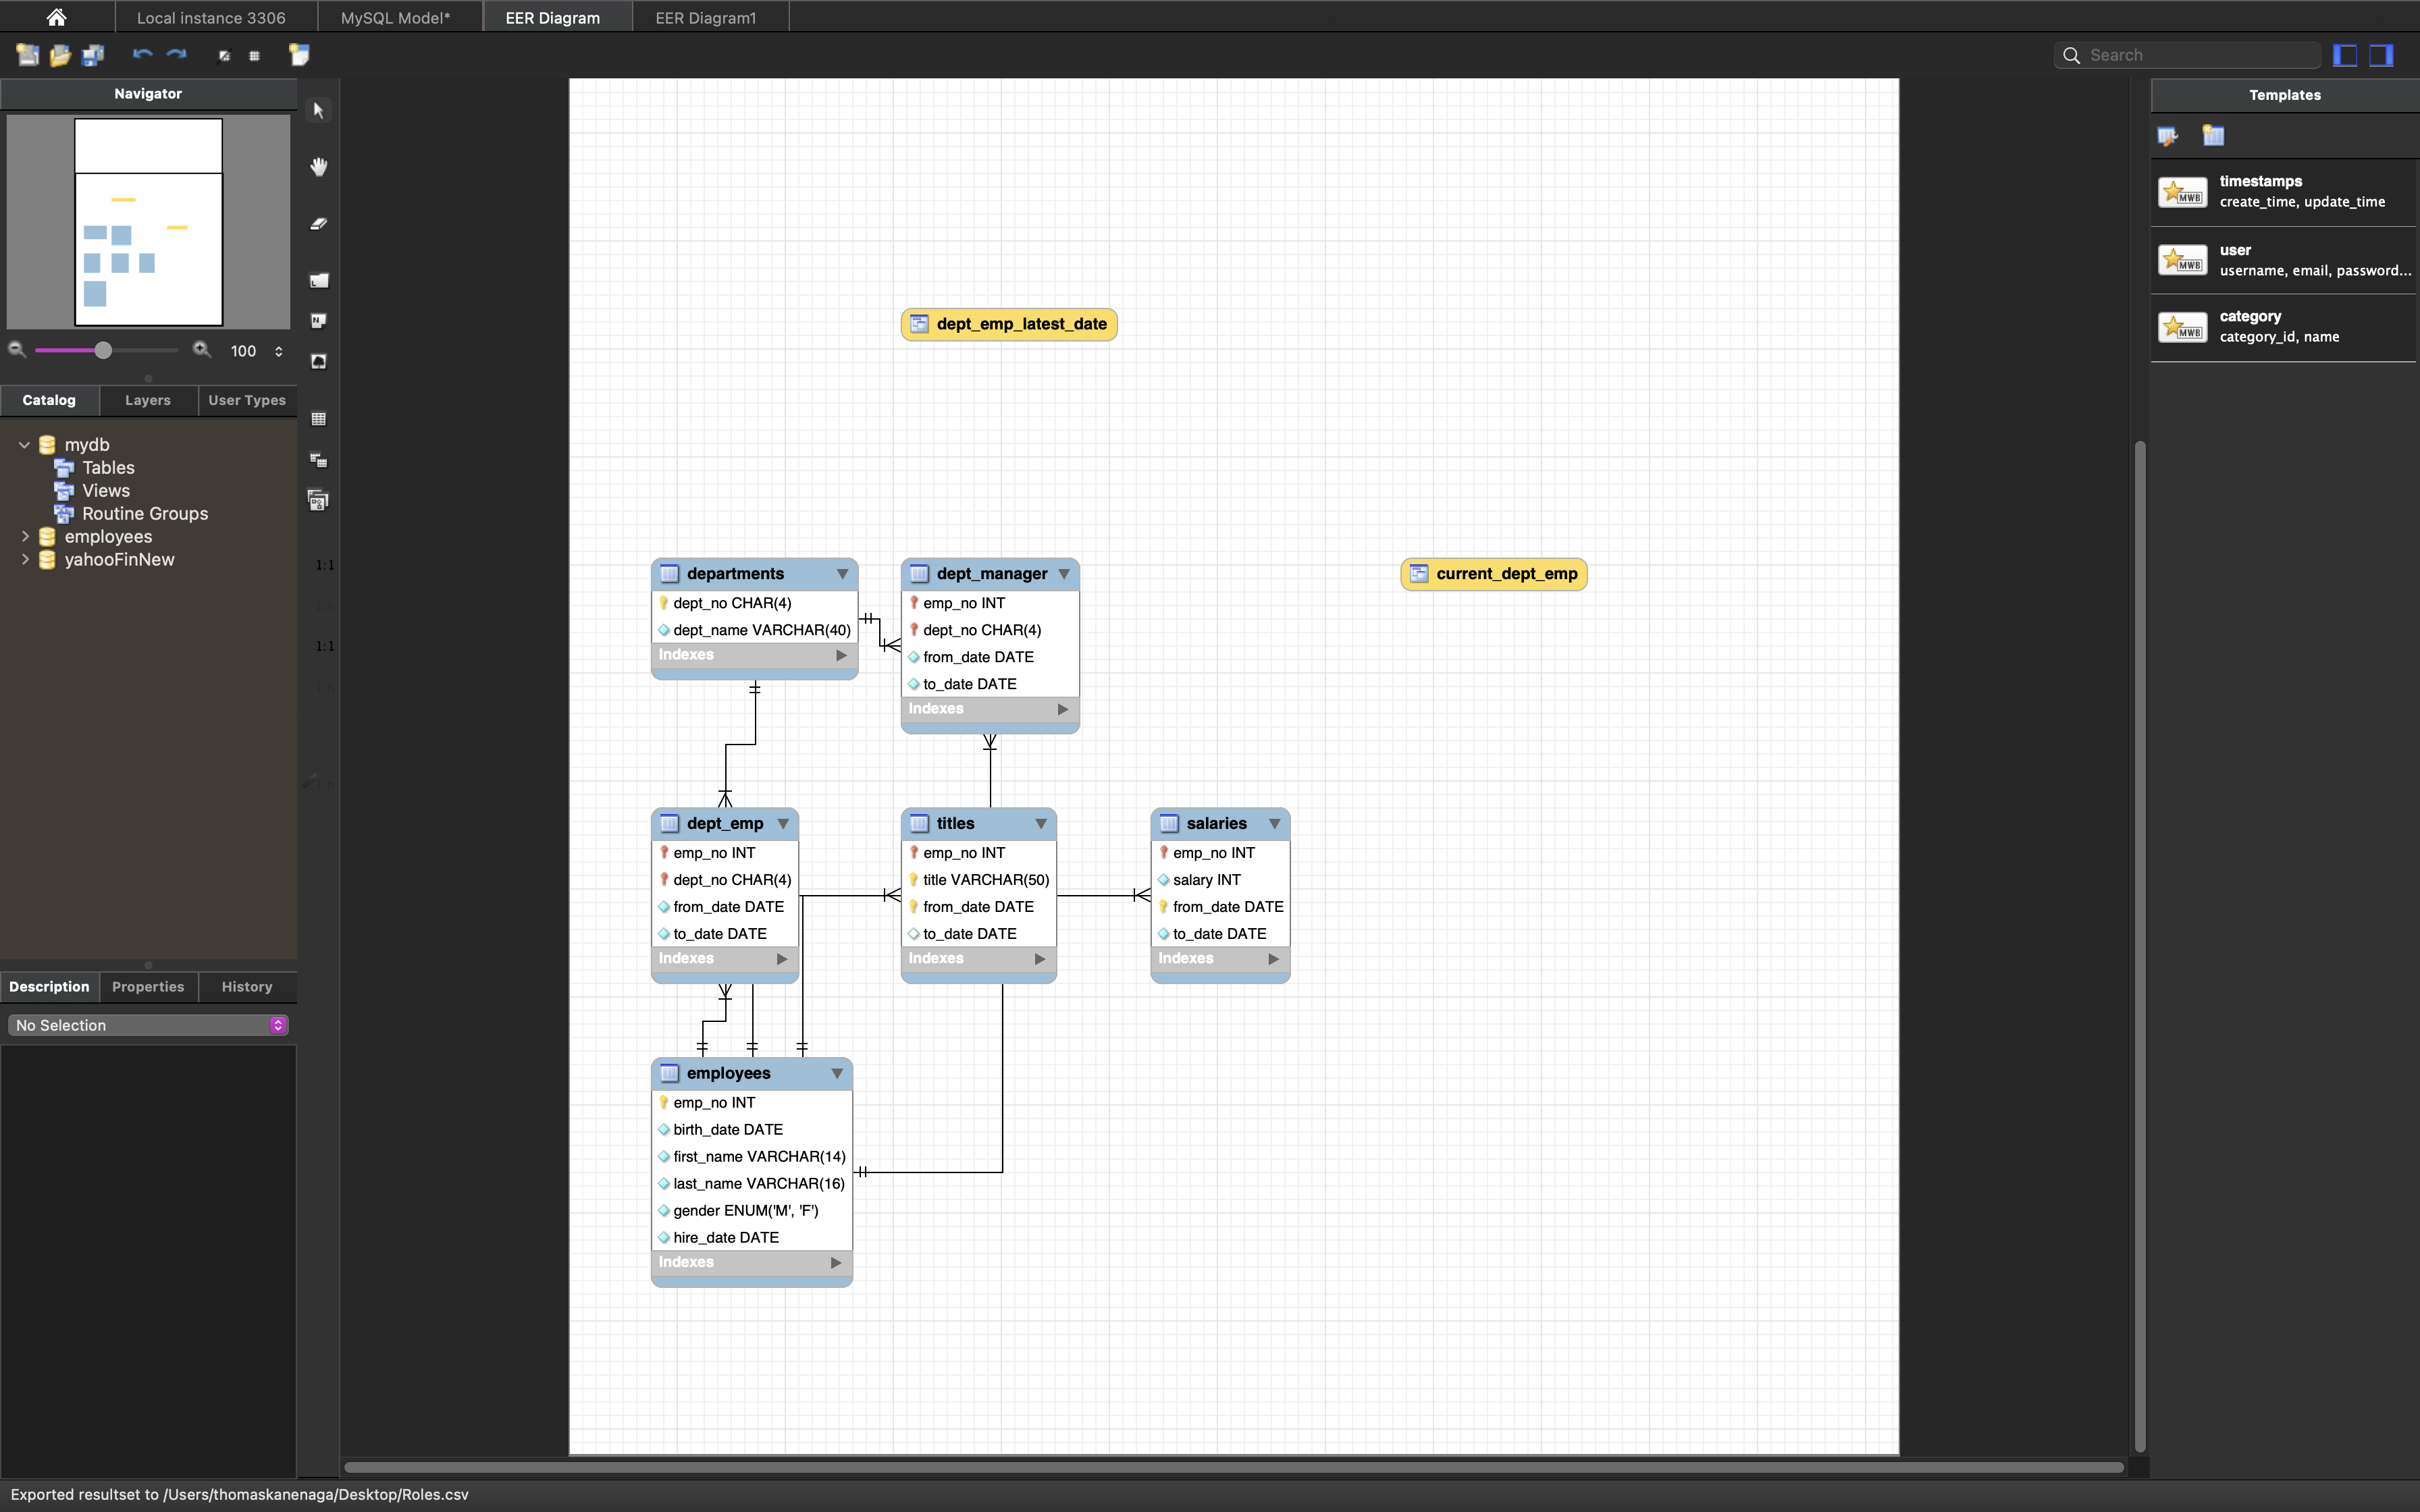 Local instance 3306
MySQL Model*
EER Diagram
EER Diagram1
Search
Navigator
100
Catalog
Layers
User Types
mydb
Tables
Views
Routine Groups
employees
yahooFinNew
Description
Properties
History
No Selection
1:1
1:n
1:1
1:n
1:n
dept_emp_latest_date
current_dept_emp
departments
dept_no CHAR(4)
dept_name VARCHAR(40)
Indexes
dept_manager
emp_no INT
dept_no CHAR(4)
from_date DATE
to_date DATE
Indexes
dept_emp
emp_no INT
dept_no CHAR(4)
from_date DATE
to_date DATE
Indexes
titles
emp_no INT
title VARCHAR(50)
from_date DATE
to_date DATE
Indexes
salaries
emp_no INT
salary INT
from_date DATE
to_date DATE
Indexes
employees
emp_no INT
birth_date DATE
first_name VARCHAR(14)
last_name VARCHAR(16)
gender ENUM('M', 'F')
hire_date DATE
Indexes
Templates
MWB
timestamps
create_time, update_time
MWB
user
username, email, password...
MWB
category
category_id, name
Exported resultset to /Users/thomaskanenaga/Desktop/Roles.csv